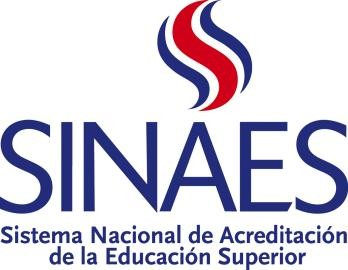 SINAES
Sistema Nacional de Acreditación
de la Educación Superior